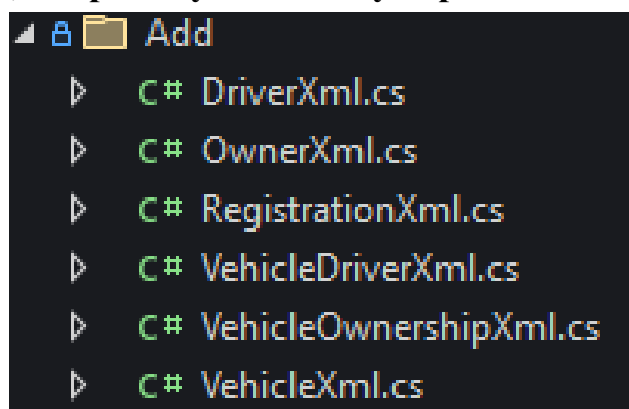 Add
C# DriverXml.cs
C# OwnerXml.cs
C# RegistrationXml.cs
C# VehicleDriverXml.cs
C# VehicleOwnershipXml.cs
C# VehicleXml.cs